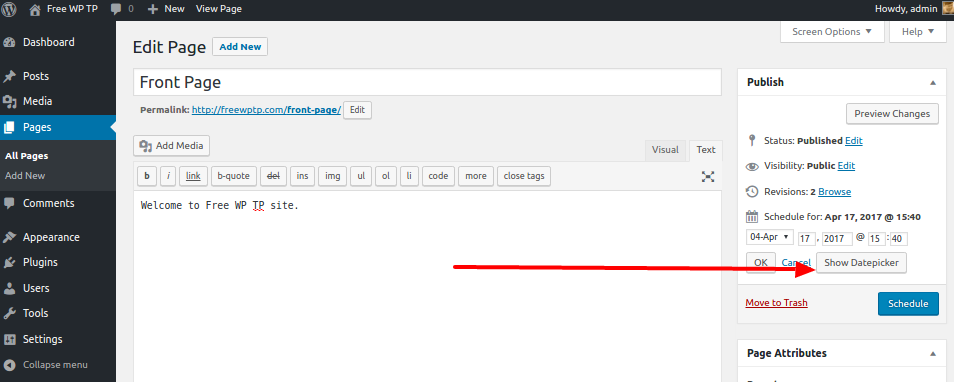 Free WP TP 0 New View Page Howdy, admin
Screen Options Help
Dashboard
Posts
Media
Pages
All Pages
Add New
Comments
Appearance
Plugins
Users
Tools
Settings
Collapse menu
Edit Page Add New
Front Page
Permalink: http://freewptp.com/front-page/ Edit
Add Media Visual Text
b i link b-quote del ins img ul ol li code more close tags
Welcome to Free WP TP site.
Publish
Preview Changes
Status: Published Edit
Visibility: Public Edit
Revisions: 2 Browse
Schedule for: Apr 17, 2017 @ 15:40
04-Apr 17 , 2017 @ 15 : 40
OK Cancel Show Datepicker
Move to Trash Schedule
Page Attributes